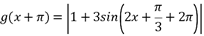 g(x + π) = |1 + 3sin(2x + π/3 + 2π)|